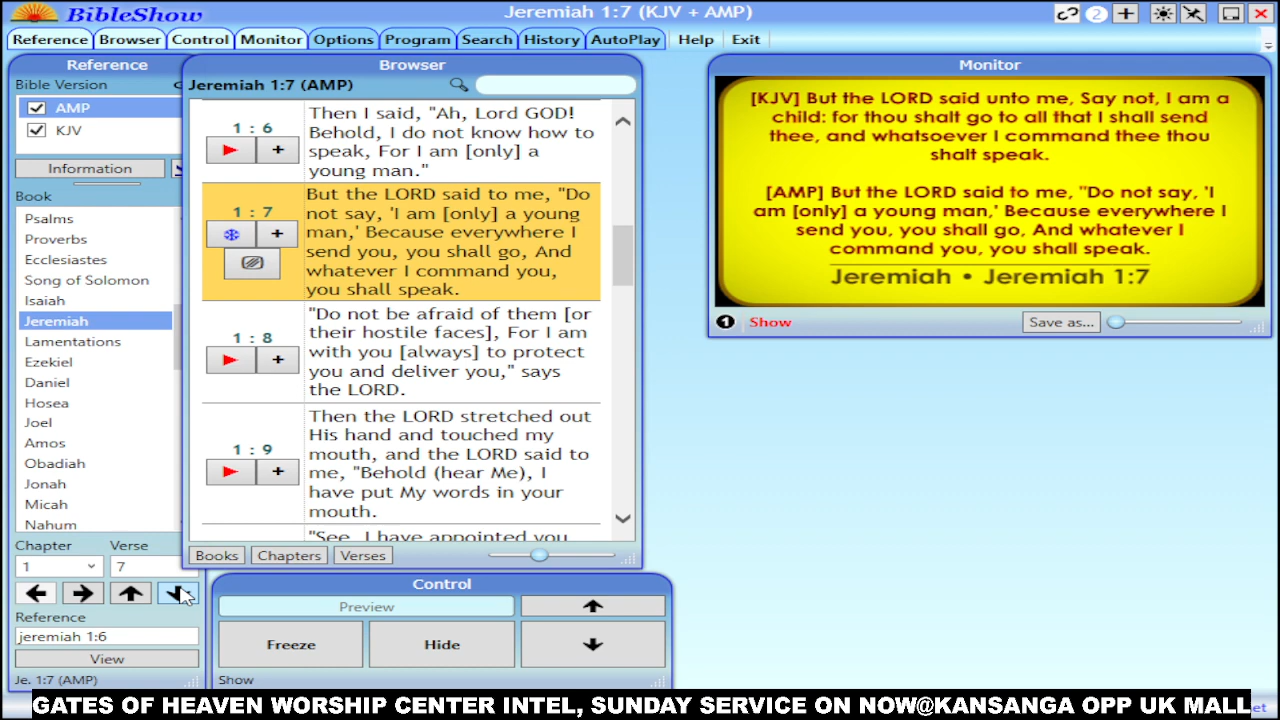 BibleShow
Jeremiah 1:7 (KJV + AMP)
2
Reference Browser Control Monitor Options Program Search History AutoPlay Help Exit
Reference
Bible Version
AMP
KJV
Information
Book
Psalms
Proverbs
Ecclesiastes
Song of Solomon
Isaiah
Jeremiah
Lamentations
Ezekiel
Daniel
Hosea
Joel
Amos
Obadiah
Jonah
Micah
Nahum
Chapter Verse
1 7
Reference
jeremiah 1:6
View
Je. 1:7 (AMP)
Browser
Jeremiah 1:7 (AMP)
1 : 6
Then I said, "Ah, Lord GOD!
Behold, I do not know how to
speak, For I am [only] a
young man."
1 : 7
But the LORD said to me, "Do
not say, 'I am [only] a young
man,' Because everywhere I
send you, you shall go, And
whatever I command you,
you shall speak.
1 : 8
"Do not be afraid of them [or
their hostile faces], For I am
with you [always] to protect
you and deliver you," says
the LORD.
1 : 9
Then the LORD stretched out
His hand and touched my
mouth, and the LORD said to
me, "Behold (hear Me), I
have put My words in your
mouth.
"See, I have appointed you
Books Chapters Verses
Control
Preview
Freeze Hide
Show
Monitor
[KJV] But the LORD said unto me, Say not, I am a
child: for thou shalt go to all that I shall send
thee, and whatsoever I command thee thou
shalt speak.
[AMP] But the LORD said to me, "Do not say, 'I
am [only] a young man,' Because everywhere I
send you, you shall go, And whatever I
command you, you shall speak.
Jeremiah • Jeremiah 1:7
1 Show Save as...
GATES OF HEAVEN WORSHIP CENTER INTEL, SUNDAY SERVICE ON NOW@KANSANGA OPP UK MALL